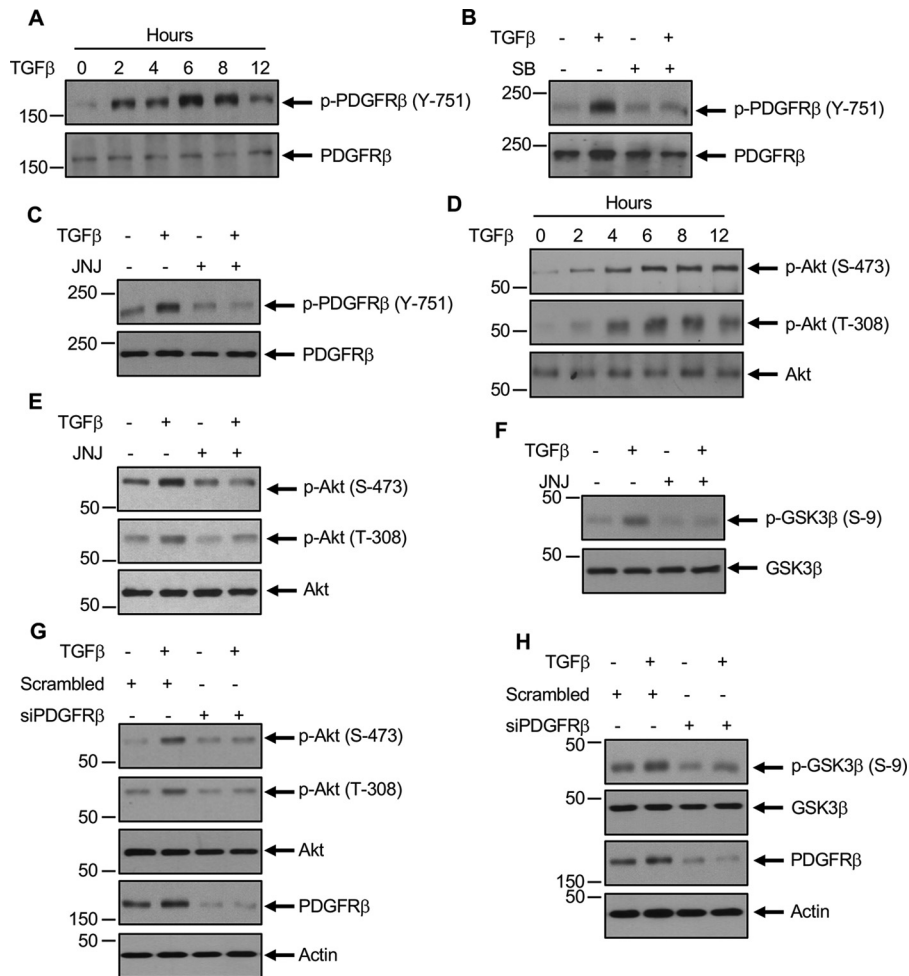 A
Hours
TGFβ 0 2 4 6 8 12
150 p-PDGFRβ (Y-751)
150 PDGFRβ
B
TGFβ - + - +
SB - - + +
250 p-PDGFRβ (Y-751)
250 PDGFRβ
C
TGFβ - + - +
JNJ - - + +
250 p-PDGFRβ (Y-751)
250 PDGFRβ
D
Hours
TGFβ 0 2 4 6 8 12
50 p-Akt (S-473)
50 p-Akt (T-308)
50 Akt
E
TGFβ - + - +
JNJ - - + +
50 p-Akt (S-473)
50 p-Akt (T-308)
50 Akt
F
TGFβ - + - +
JNJ - - + +
50 p-GSK3β (S-9)
50 GSK3β
G
TGFβ - + - +
Scrambled + + - -
siPDGFRβ - - + +
50 p-Akt (S-473)
50 p-Akt (T-308)
50 Akt
150 PDGFRβ
50 Actin
H
TGFβ - + - +
Scrambled + + - -
siPDGFRβ - - + +
50 p-GSK3β (S-9)
50 GSK3β
150 PDGFRβ
50 Actin